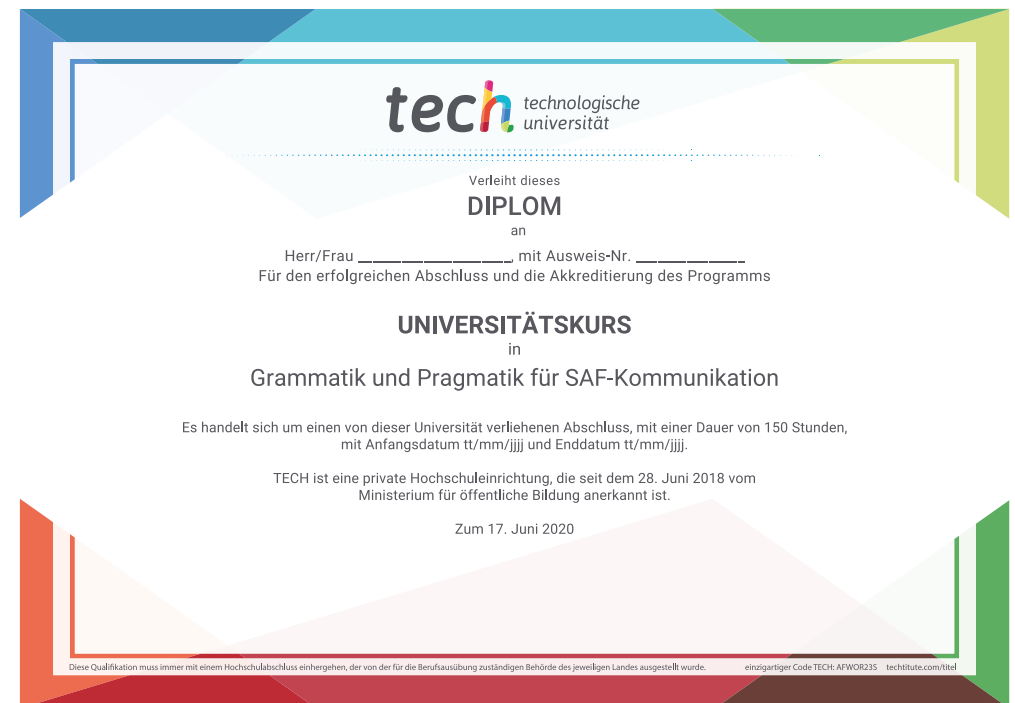 tech technologische
universität
Verleiht dieses
DIPLOM
an
Herr/Frau ____________________, mit Ausweis-Nr. ______________
Für den erfolgreichen Abschluss und die Akkreditierung des Programms
UNIVERSITÄTSKURS
in
Grammatik und Pragmatik für SAF-Kommunikation
Es handelt sich um einen von dieser Universität verliehenen Abschluss, mit einer Dauer von 150 Stunden,
mit Anfangsdatum tt/mm/jjjj und Enddatum tt/mm/jjjj.
TECH ist eine private Hochschuleinrichtung, die seit dem 28. Juni 2018 vom
Ministerium für öffentliche Bildung anerkannt ist.
Zum 17. Juni 2020
Diese Qualifikation muss immer mit einem Hochschulabschluss einhergehen, der von der für die Berufsausübung zuständigen Behörde des jeweiligen Landes ausgestellt wurde. einzigartiger Code TECH: AFWOR23S techtitute.com/titel